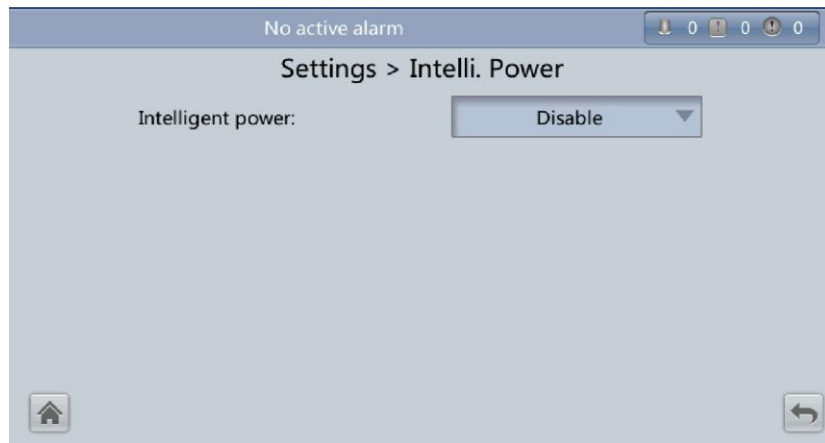 No active alarm
0 0 0
Settings > Intelli. Power
Intelligent power: Disable